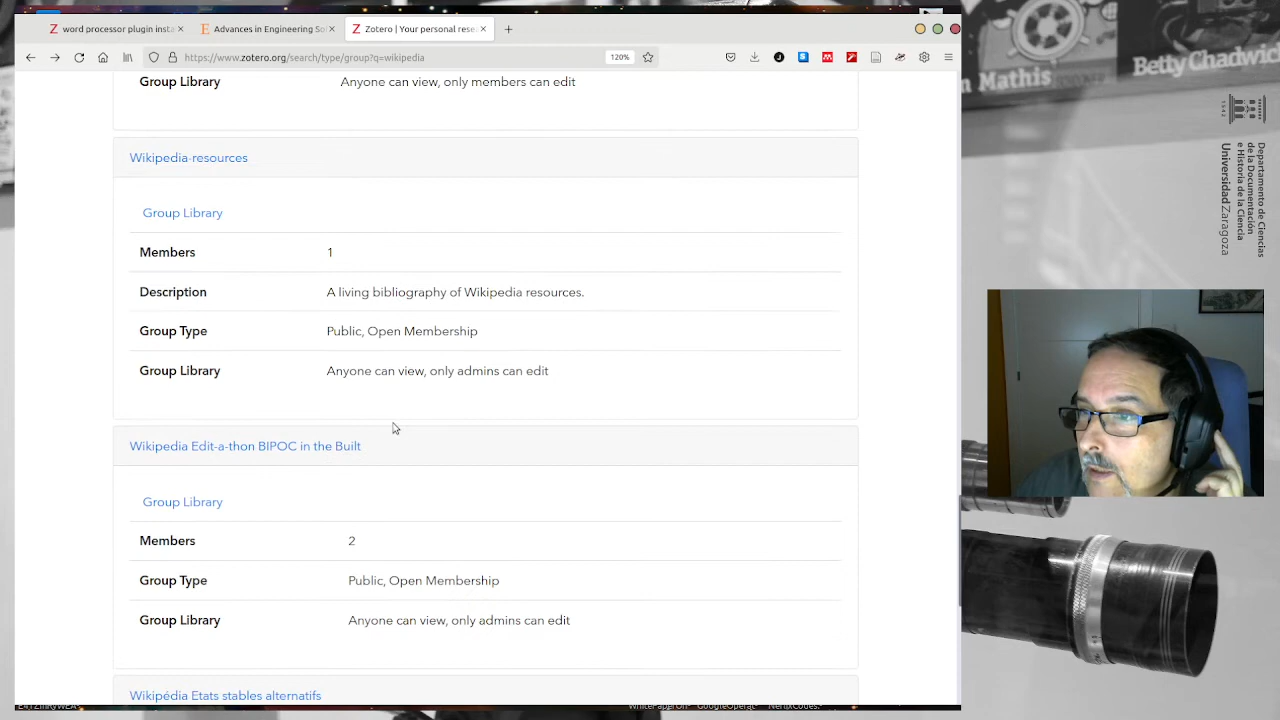 word processor plugin insta
Advances in Engineering So
Zotero | Your personal resea
https://www.zotero.org/search/type/group?q=wikipedia
120%
Group Library Anyone can view, only members can edit
Wikipedia-resources
Group Library
Members 1
Description A living bibliography of Wikipedia resources.
Group Type Public, Open Membership
Group Library Anyone can view, only admins can edit
Wikipedia Edit-a-thon BIPOC in the Built
Group Library
Members 2
Group Type Public, Open Membership
Group Library Anyone can view, only admins can edit
Wikipédia Etats stables alternatifs
Mathis
BettyChadwic
1542
Departamento de Ciencias
de la Documentación
e Historia de la Ciencia
Universidad Zaragoza